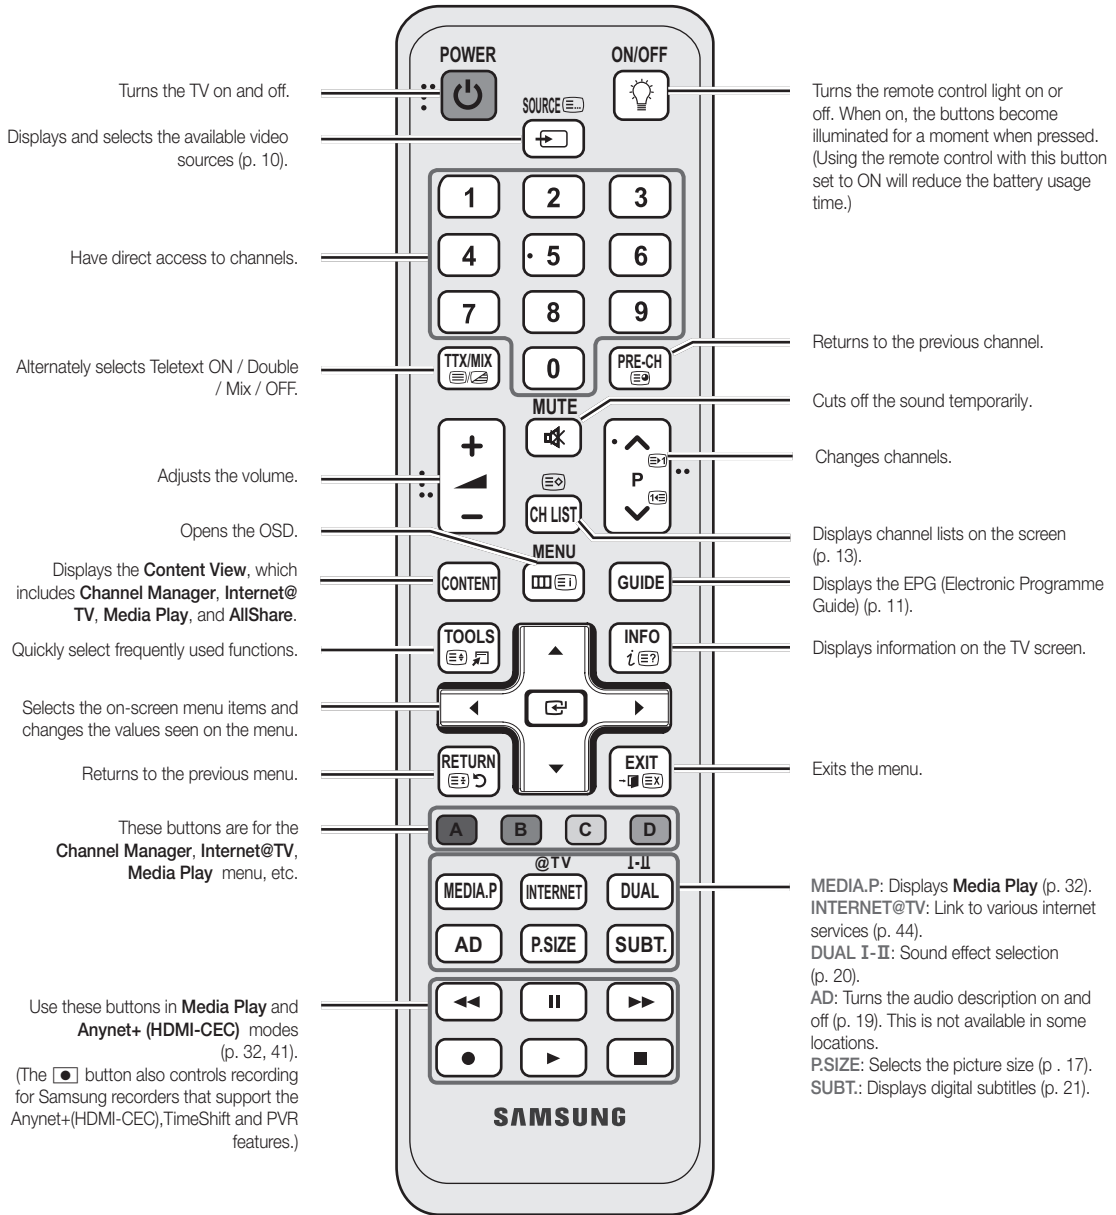 POWER
ON/OFF
Turns the TV on and off.
SOURCE
Displays and selects the available video
sources (p. 10).
Turns the remote control light on or
off. When on, the buttons become
illuminated for a moment when pressed.
(Using the remote control with this button
set to ON will reduce the battery usage
time.)
1 2 3
4 5 6
7 8 9
Have direct access to channels.
TTX/MIX
0
PRE-CH
Alternately selects Teletext ON / Double
/ Mix / OFF.
Returns to the previous channel.
MUTE
Cuts off the sound temporarily.
+
−
Adjusts the volume.
P
Changes channels.
CH LIST
Displays channel lists on the screen
(p. 13).
Opens the OSD.
MENU
CONTENT
GUIDE
Displays the Content View, which
includes Channel Manager, Internet@
TV, Media Play, and AllShare.
Displays the EPG (Electronic Programme
Guide) (p. 11).
TOOLS
INFO
i
Quickly select frequently used functions.
Displays information on the TV screen.
Selects the on-screen menu items and
changes the values seen on the menu.
RETURN
EXIT
Returns to the previous menu.
Exits the menu.
A B C D
These buttons are for the
Channel Manager, Internet@TV,
Media Play menu, etc.
@TV
I-II
MEDIA.P INTERNET DUAL
AD P.SIZE SUBT.
MEDIA.P: Displays Media Play (p. 32).
INTERNET@TV: Link to various internet
services (p. 44).
DUAL I-II: Sound effect selection
(p. 20).
AD: Turns the audio description on and
off (p. 19). This is not available in some
locations.
P.SIZE: Selects the picture size (p . 17).
SUBT.: Displays digital subtitles (p. 21).
Use these buttons in Media Play and
Anynet+ (HDMI-CEC) modes
(p. 32, 41).
(The button also controls recording
for Samsung recorders that support the
Anynet+(HDMI-CEC),TimeShift and PVR
features.)
SAMSUNG